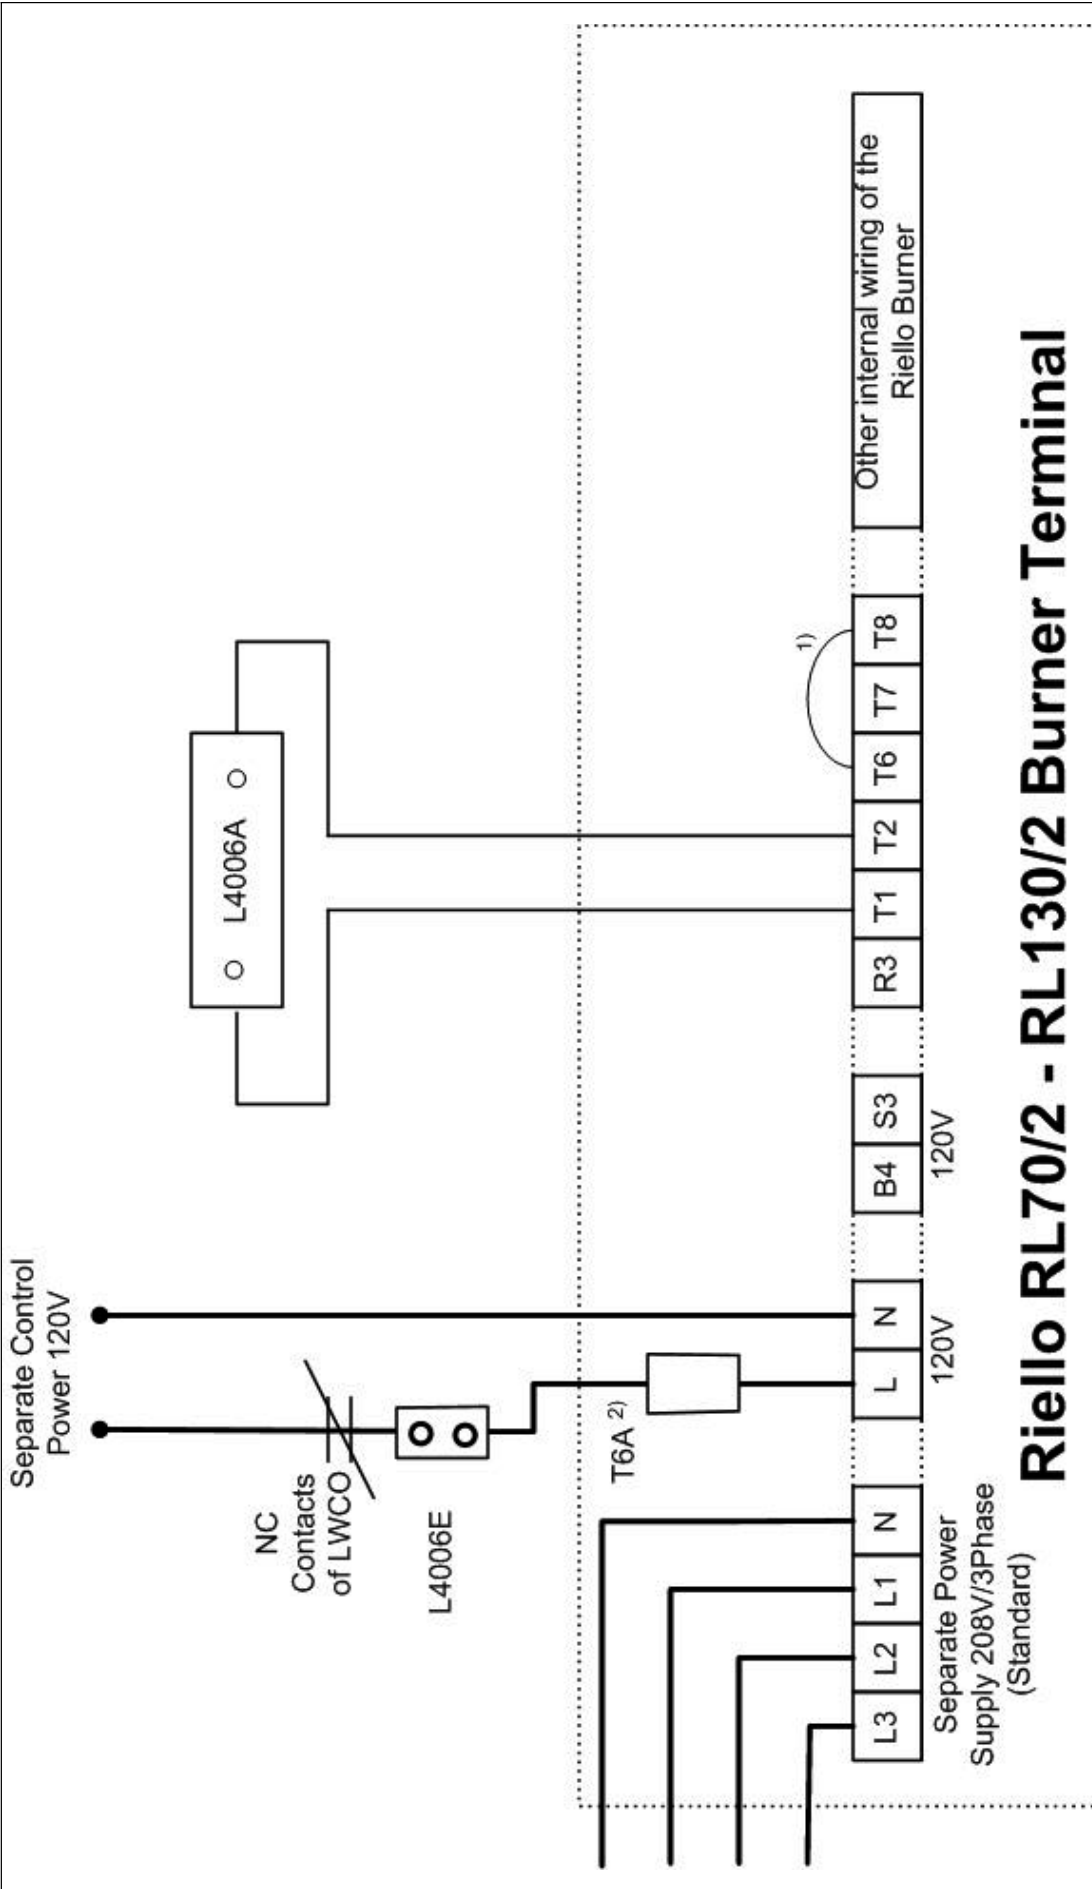 Separate Control
Power 120V
NC
Contacts
of LWCO
L4006E
L4006A
T6A 2)
1)
L3
L2
L1
N
L
N
B4
S3
R3
T1
T2
T6
T7
T8
Other internal wiring of the
Riello Burner
Separate Power
Supply 208V/3Phase
(Standard)
120V
120V
Riello RL70/2 - RL130/2 Burner Terminal